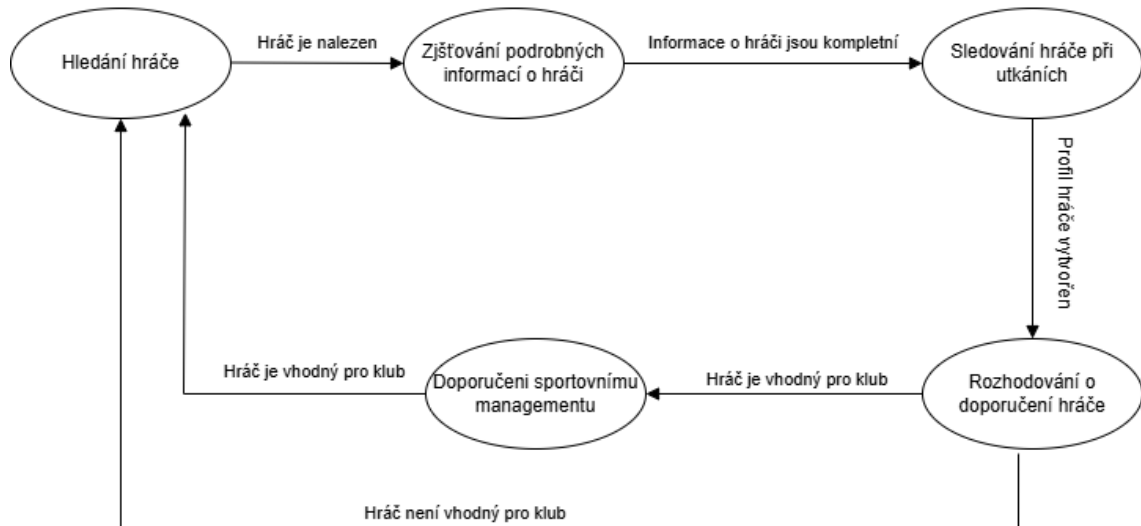 Hledání hráče
Hráč je nalezen
Zjšťování podrobných
informací o hráči
Informace o hráči jsou kompletní
Sledování hráče při
utkáních
Profil hráče vytvořen
Rozhodování o
doporučení hráče
Hráč je vhodný pro klub
Doporučeni sportovnímu
managementu
Hráč je vhodný pro klub
Hráč není vhodný pro klub